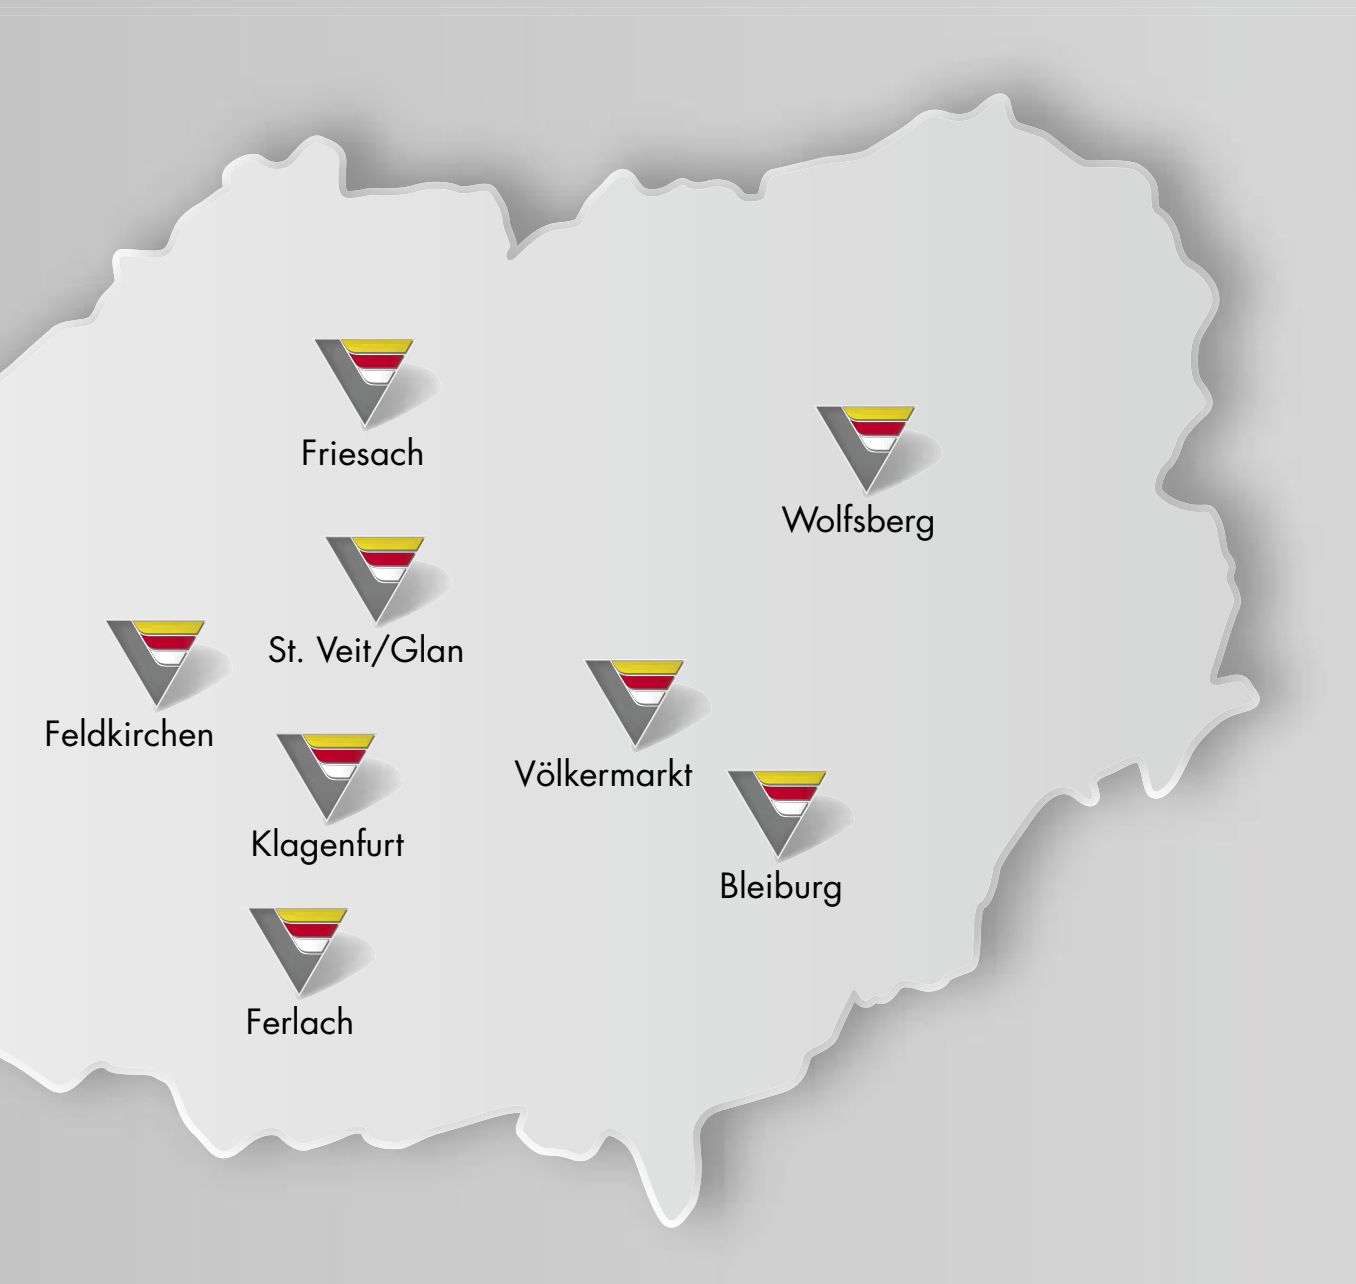 Friesach
Wolfsberg
St. Veit/Glan
Feldkirchen
Völkermarkt
Klagenfurt
Bleiburg
Ferlach